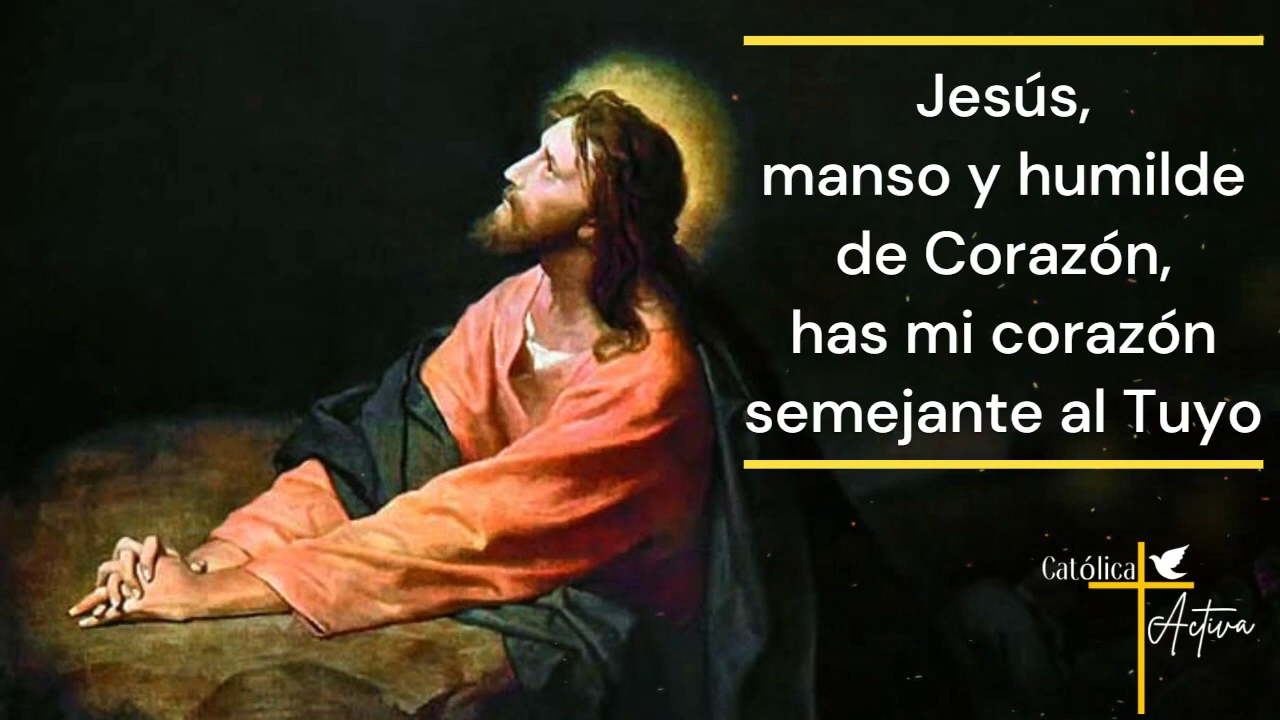 Jesús,
manso y humilde
de Corazón,
has mi corazón
semejante al Tuyo
Católica
Activa